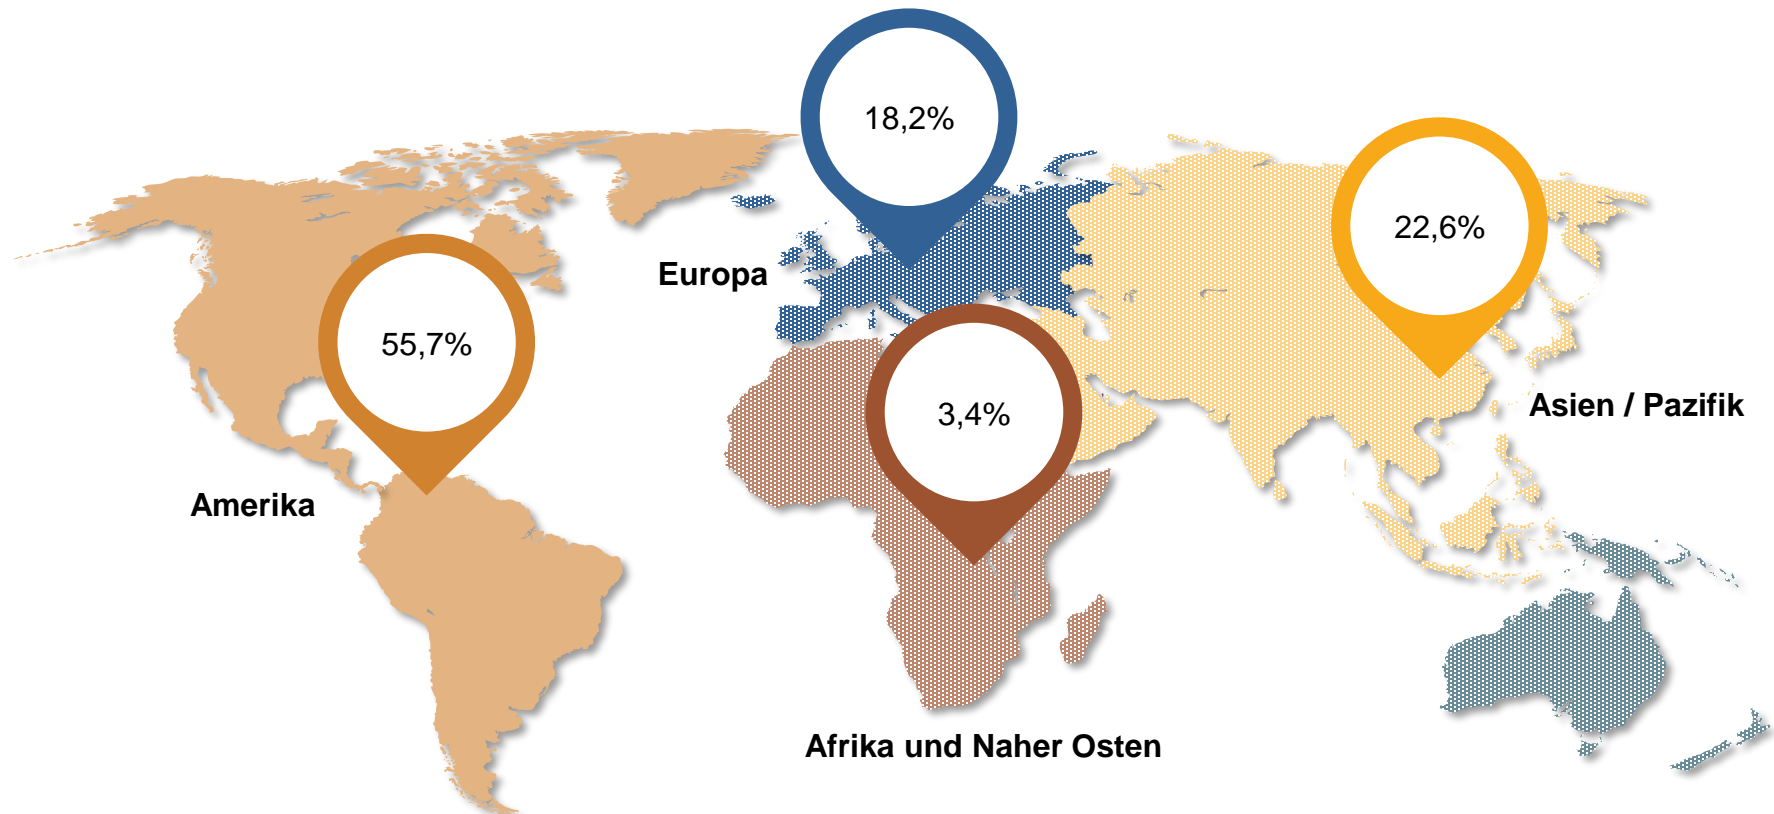 18,2%
22,6%
Europa
55,7%
3,4%
Asien / Pazifik
Amerika
Afrika und Naher Osten